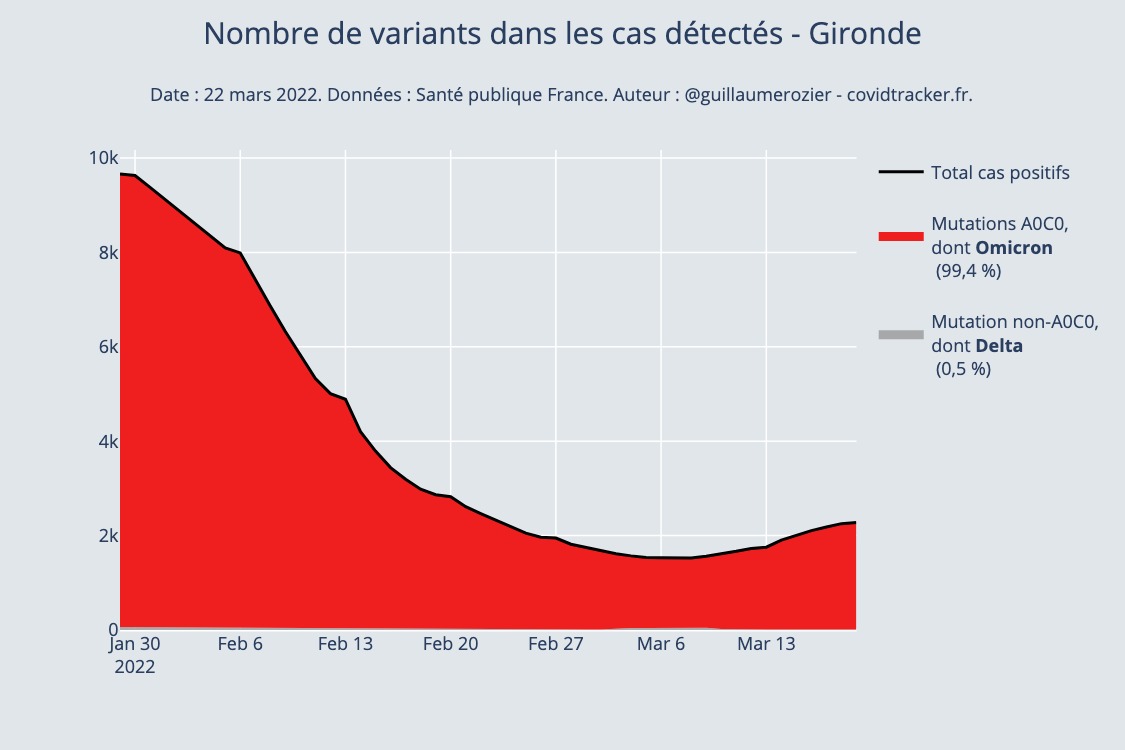 Nombre de variants dans les cas détectés - Gironde
Date : 22 mars 2022. Données : Santé publique France. Auteur : @guillaumerozier - covidtracker.fr.
10k
8k
6k
4k
2k
0
Jan 30
2022
Feb 6
Feb 13
Feb 20
Feb 27
Mar 6
Mar 13
Total cas positifs
Mutations A0C0,
dont Omicron
(99,4 %)
Mutation non-A0C0,
dont Delta
(0,5 %)